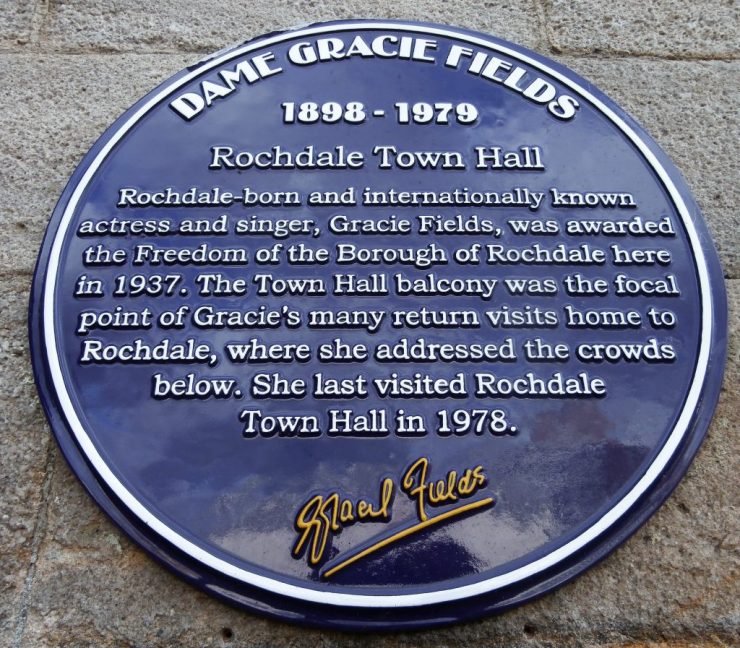 DAME GRACIE FIELDS
1898 - 1979
Rochdale Town Hall
Rochdale-born and internationally known
actress and singer, Gracie Fields, was awarded
the Freedom of the Borough of Rochdale here
in 1937. The Town Hall balcony was the focal
point of Gracie's many return visits home to
Rochdale, where she addressed the crowds
below. She last visited Rochdale
Town Hall in 1978.
Gracie Fields